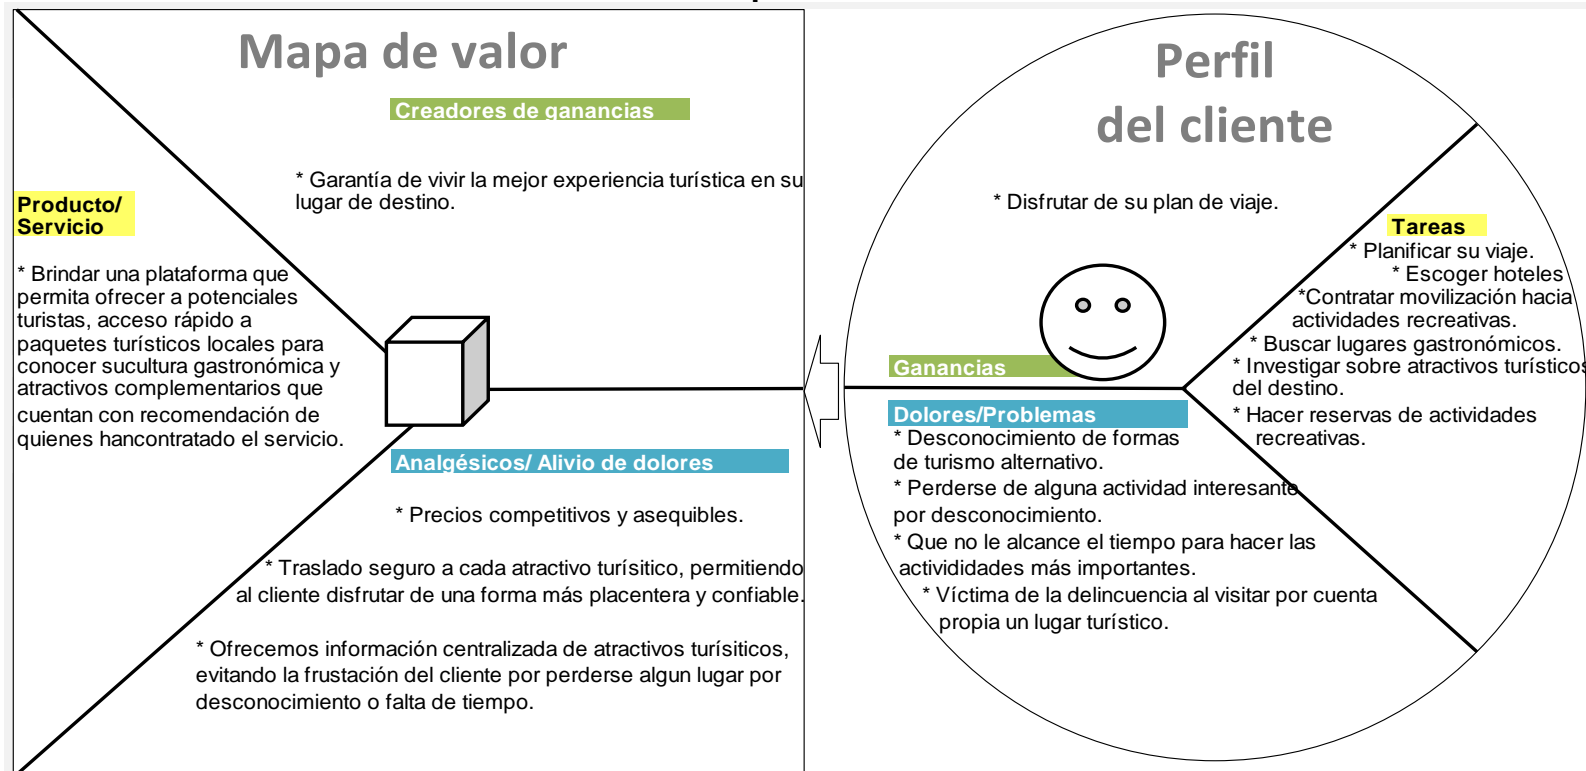 Mapa de valor
Creadores de ganancias
* Garantía de vivir la mejor experiencia turística en su
lugar de destino.
Producto/
Servicio
* Brindar una plataforma que
permita ofrecer a potenciales
turistas, acceso rápido a
paquetes turísticos locales para
conocer sucultura gastronómica y
atractivos complementarios que
cuentan con recomendación de
quienes hancontratado el servicio.
Analgésicos/ Alivio de dolores
* Precios competitivos y asequibles.
* Traslado seguro a cada atractivo turísitico, permitiendo
al cliente disfrutar de una forma más placentera y confiable.
* Ofrecemos información centralizada de atractivos turísiticos,
evitando la frustación del cliente por perderse algun lugar por
desconocimiento o falta de tiempo.
Perfil
del cliente
* Disfrutar de su plan de viaje.
Ganancias
Tareas
* Planificar su viaje.
* Escoger hoteles
*Contratar movilización hacia
actividades recreativas.
* Buscar lugares gastronómicos.
* Investigar sobre atractivos turísticos
del destino.
* Hacer reservas de actividades
recreativas.
Dolores/Problemas
* Desconocimiento de formas
de turismo alternativo.
* Perderse de alguna actividad interesante
por desconocimiento.
* Que no le alcance el tiempo para hacer las
activididades más importantes.
* Víctima de la delincuencia al visitar por cuenta
propia un lugar turístico.